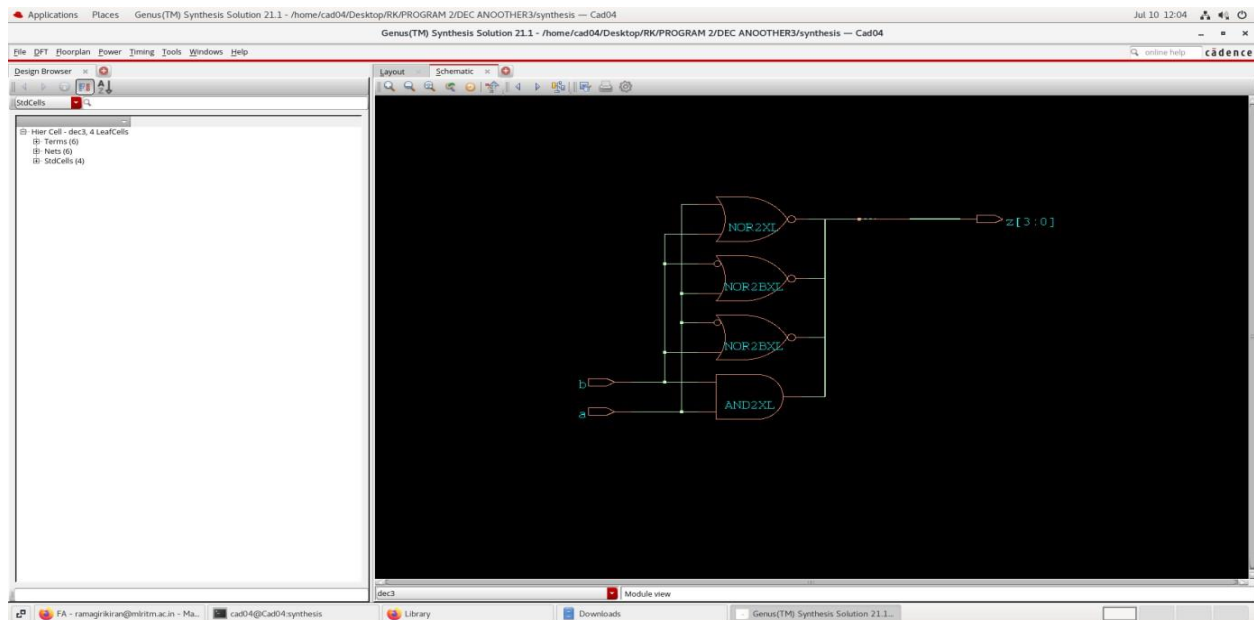 Applications Places Genus(TM) Synthesis Solution 21.1 - /home/cad04/Desktop/RK/PROGRAM 2/DEC ANOOTHER3/synthesis — Cad04 Jul 10 12:04
Genus(TM) Synthesis Solution 21.1 - /home/cad04/Desktop/RK/PROGRAM 2/DEC ANOOTHER3/synthesis — Cad04
File DFT Floorplan Power Timing Tools Windows Help online help cādence
Design Browser Layout Schematic
StdCells
Hier Cell - dec3, 4 LeafCells
Terms (6)
Nets (6)
StdCells (4)
NOR2XL z[3:0]
NOR2BXL
NOR2BXL
b
AND2XL
a
dec3 Module view
FA - ramagirikiran@mlritm.ac.in - Ma... cad04@Cad04:synthesis Library Downloads Genus(TM) Synthesis Solution 21.1...